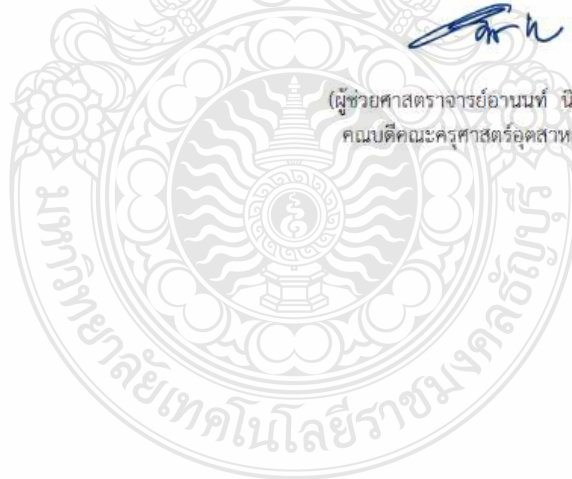 (ผู้ช่วยศาสตราจารย์อานนท์ นิ
คณบดีคณะครุศาสตร์อุตสาห
มหาวิทยาลัยเทคโนโลยีราชมงคลธัญบุรี